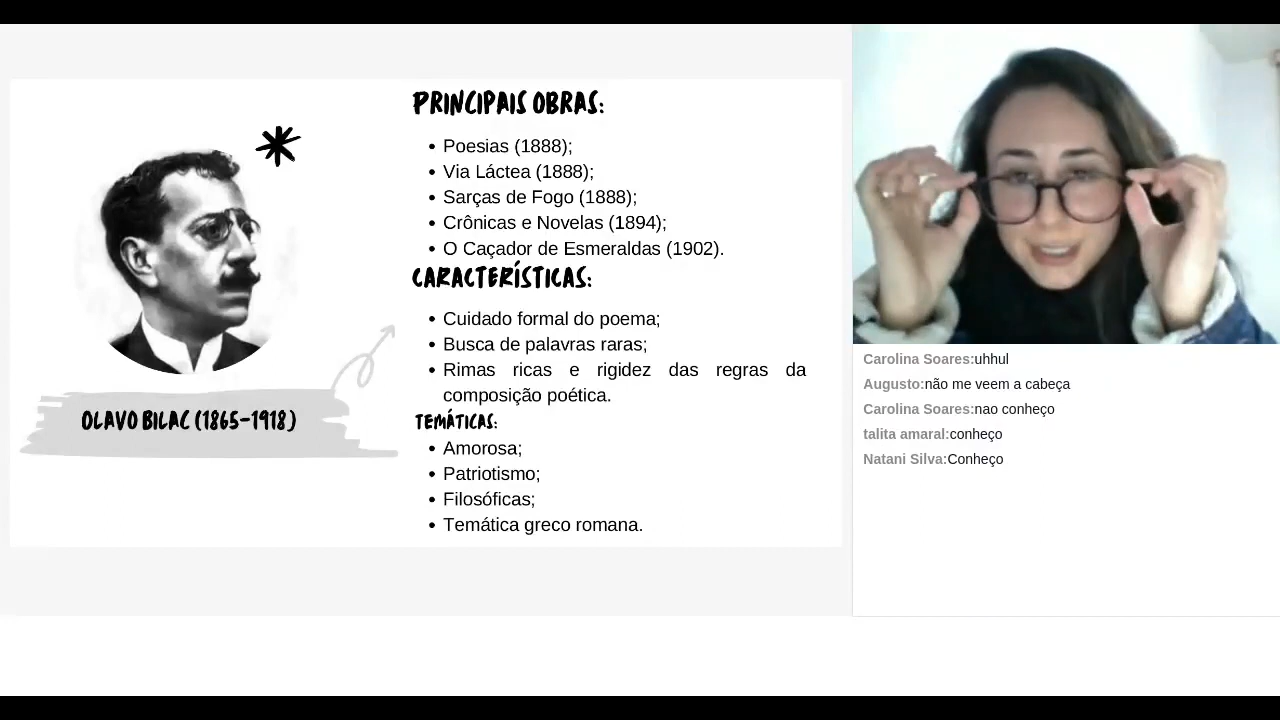 PRINCIPAIS OBRAS:
• Poesias (1888);
• Via Láctea (1888);
• Sarças de Fogo (1888);
• Crônicas e Novelas (1894);
• O Caçador de Esmeraldas (1902).
CARACTERÍSTICAS:
• Cuidado formal do poema;
• Busca de palavras raras;
• Rimas ricas e rigidez das regras da
composição poética.
TEMÁTICAS:
• Amorosa;
• Patriotismo;
• Filosóficas;
• Temática greco romana.
OLAVO BILAC (1865-1918)
Carolina Soares:uhhul
Augusto:não me veem a cabeça
Carolina Soares:nao conheço
talita amaral:conheço
Natani Silva:Conheço